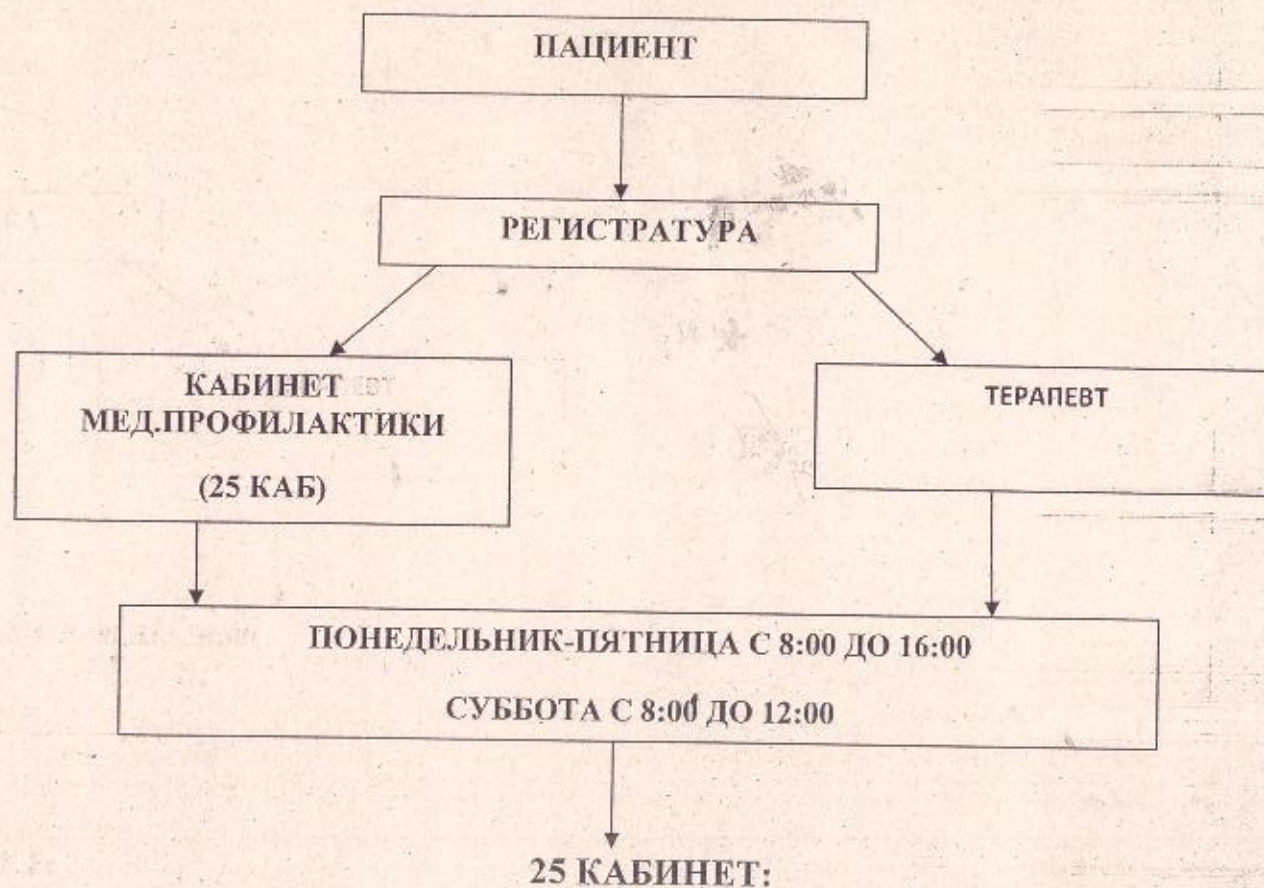 ПАЦИЕНТ
РЕГИСТРАТУРА
КАБИНЕТ
МЕД.ПРОФИЛАКТИКИ
(25 КАБ)
ТЕРАПЕВТ
ПОНЕДЕЛЬНИК-ПЯТНИЦА С 8:00 ДО 16:00
СУББОТА С 8:00 ДО 12:00
25 КАБИНЕТ: